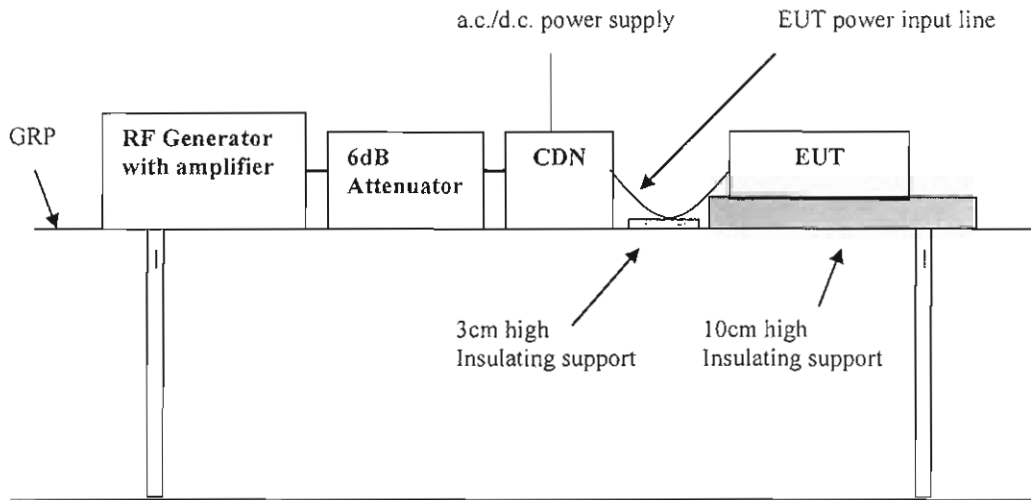 a.c./d.c. power supply
EUT power input line
GRP
RF Generator
with amplifier
6dB
Attenuator
CDN
EUT
3cm high
Insulating support
10cm high
Insulating support